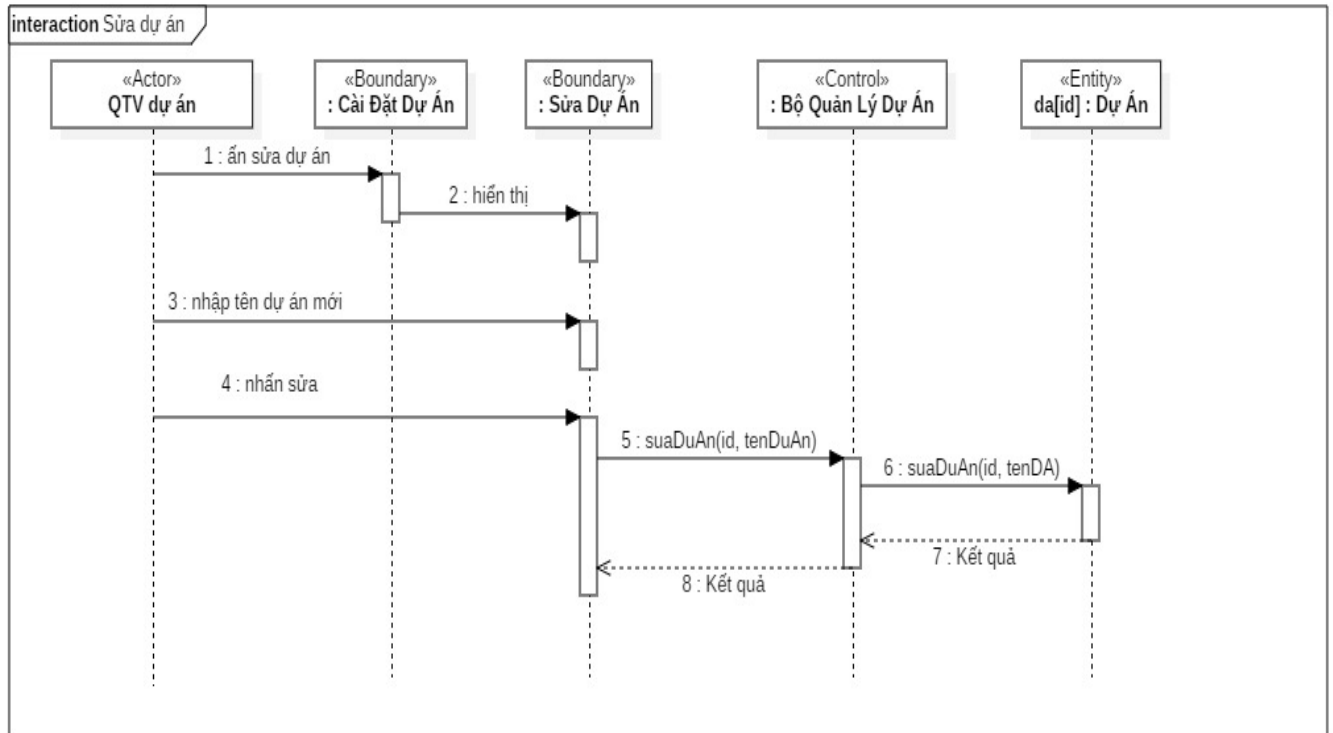 interaction Sửa dự án
«Actor»
QTV dự án
«Boundary»
: Cài Đặt Dự Án
«Boundary»
: Sửa Dự Án
«Control»
: Bộ Quản Lý Dự Án
«Entity»
da[id] : Dự Án
1 : ấn sửa dự án
2 : hiển thị
3 : nhập tên dự án mới
4 : nhấn sửa
5 : suaDuAn(id, tenDuAn)
6 : suaDuAn(id, tenDA)
7 : Kết quả
8 : Kết quả